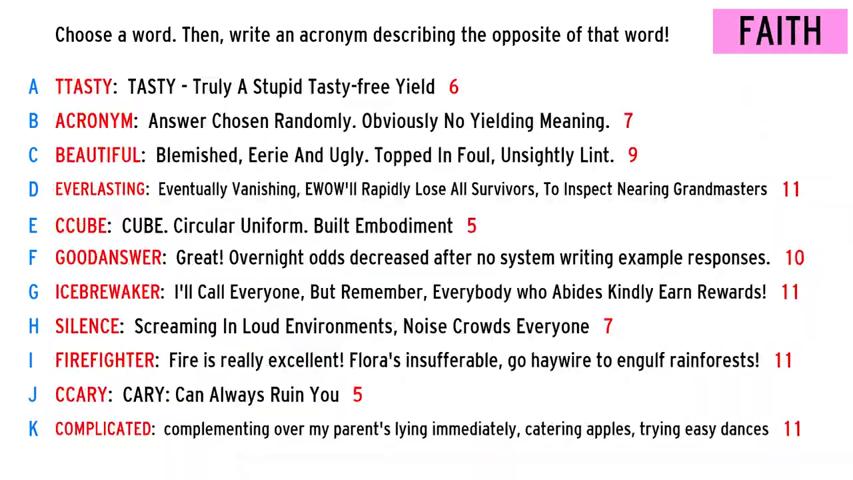 Choose a word. Then, write an acronym describing the opposite of that word!
FAITH
A TTASTY: TASTY - Truly A Stupid Tasty-free Yield 6
B ACRONYM: Answer Chosen Randomly. Obviously No Yielding Meaning. 7
C BEAUTIFUL: Blemished, Eerie And Ugly. Topped In Foul, Unsightly Lint. 9
D EVERLASTING: Eventually Vanishing, EWOW'll Rapidly Lose All Survivors, To Inspect Nearing Grandmasters 11
E CCUBE: CUBE. Circular Uniform. Built Embodiment 5
F GOODANSWER: Great! Overnight odds decreased after no system writing example responses. 10
G ICEBREWAKER: I'll Call Everyone, But Remember, Everybody who Abides Kindly Earn Rewards! 11
H SILENCE: Screaming In Loud Environments, Noise Crowds Everyone 7
I FIREFIGHTER: Fire is really excellent! Flora's insufferable, go haywire to engulf rainforests! 11
J CCARY: CARY: Can Always Ruin You 5
K COMPLICATED: complementing over my parent's lying immediately, catering apples, trying easy dances 11